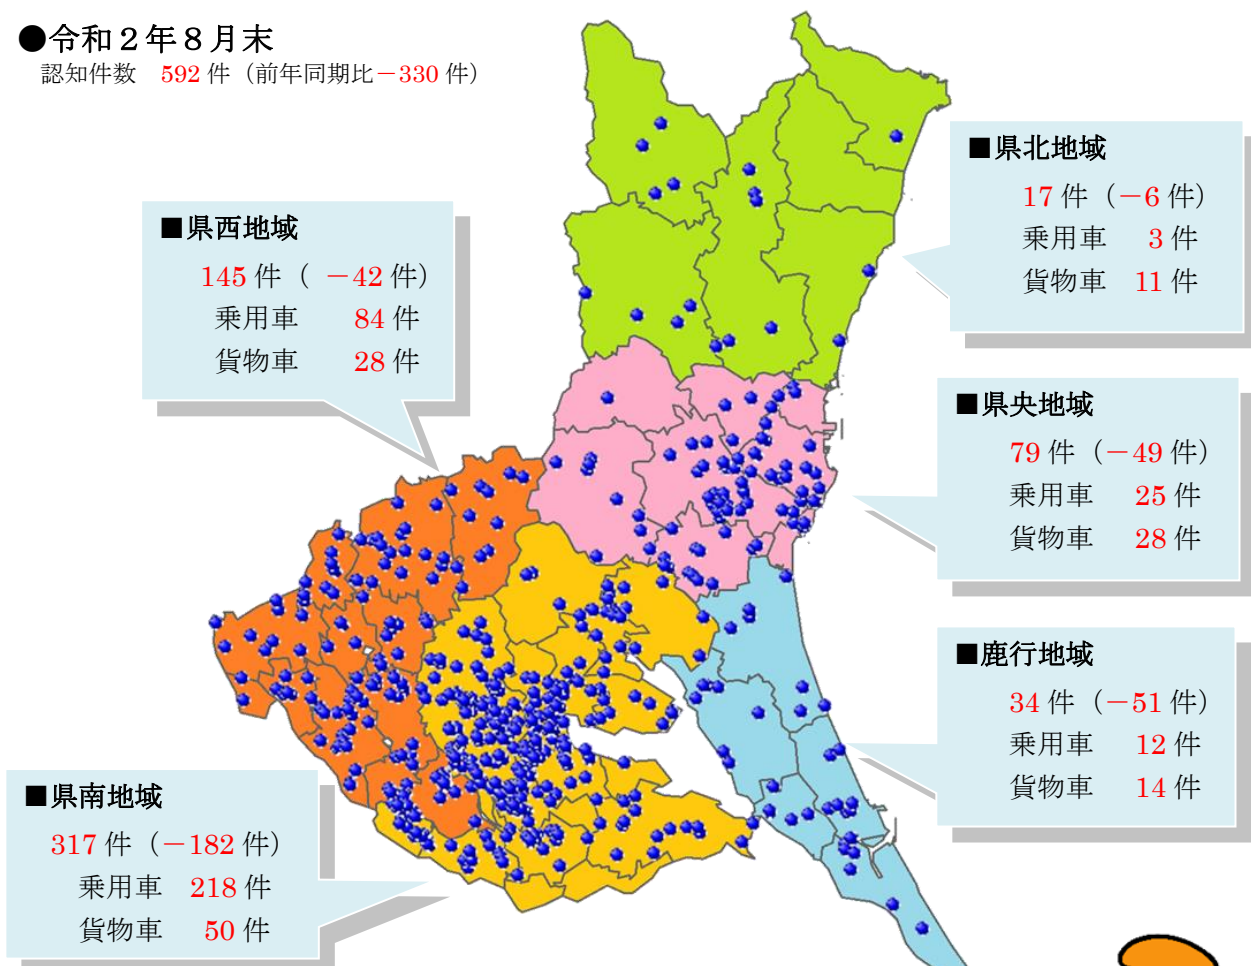 ●令和２年８月末
認知件数 592 件（前年同期比－330 件）
■県北地域
17 件（－6 件）
乗用車 3 件
貨物車 11 件
■県西地域
145 件（ －42 件）
乗用車 84 件
貨物車 28 件
■県央地域
79 件（－49 件）
乗用車 25 件
貨物車 28 件
■鹿行地域
34 件（－51 件）
乗用車 12 件
貨物車 14 件
■県南地域
317 件（－182 件）
乗用車 218 件
貨物車 50 件